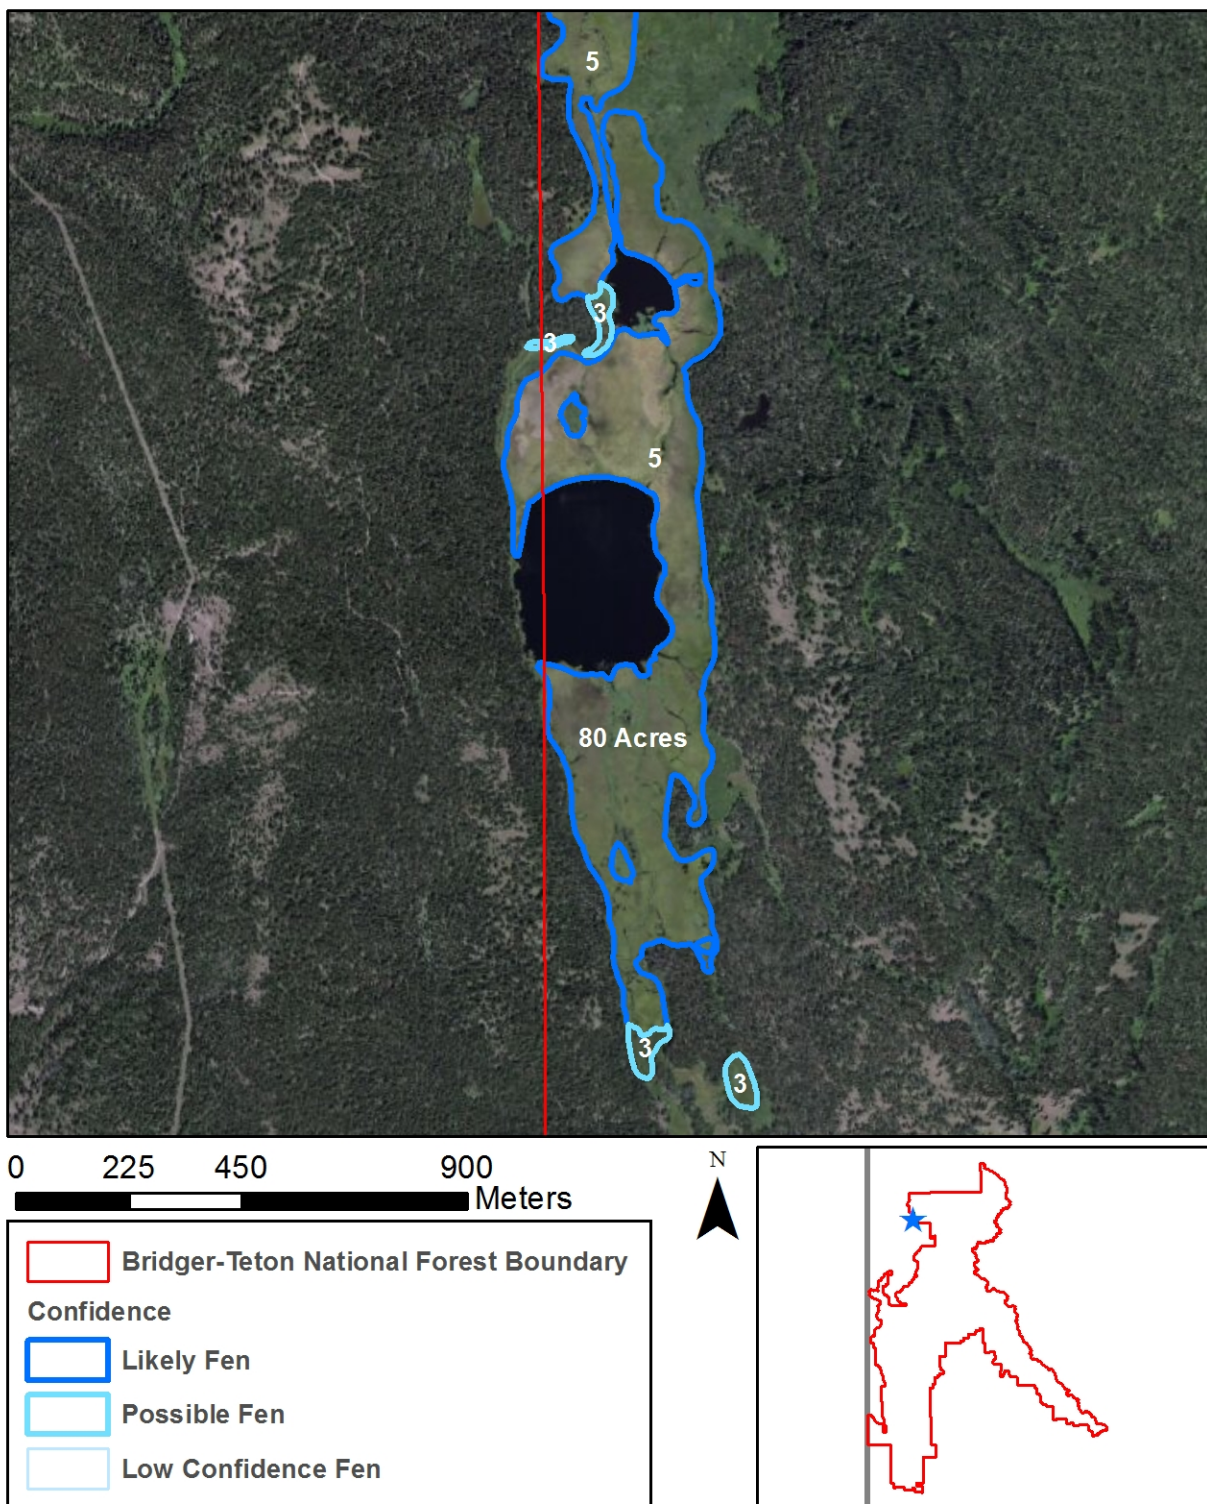 5
3
3
5
80 Acres
3
3
0 225 450 900
Meters
N
Bridger-Teton National Forest Boundary
Confidence
Likely Fen
Possible Fen
Low Confidence Fen